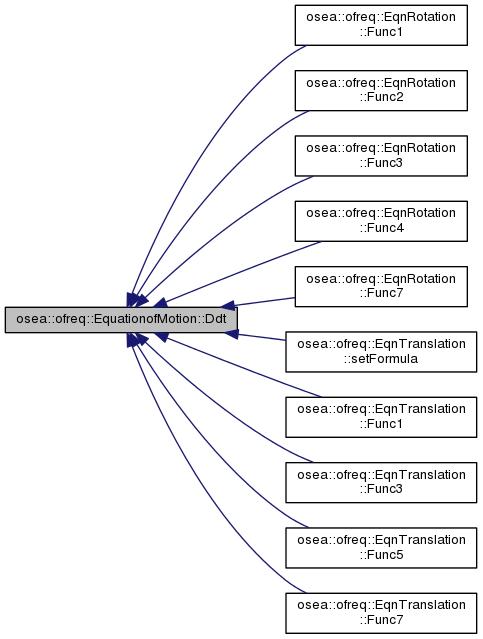 osea::ofreq::EqnRotation
::Func1
osea::ofreq::EqnRotation
::Func2
osea::ofreq::EqnRotation
::Func3
osea::ofreq::EqnRotation
::Func4
osea::ofreq::EqnRotation
::Func7
osea::ofreq::EquationofMotion::Ddt
osea::ofreq::EqnTranslation
::setFormula
osea::ofreq::EqnTranslation
::Func1
osea::ofreq::EqnTranslation
::Func3
osea::ofreq::EqnTranslation
::Func5
osea::ofreq::EqnTranslation
::Func7